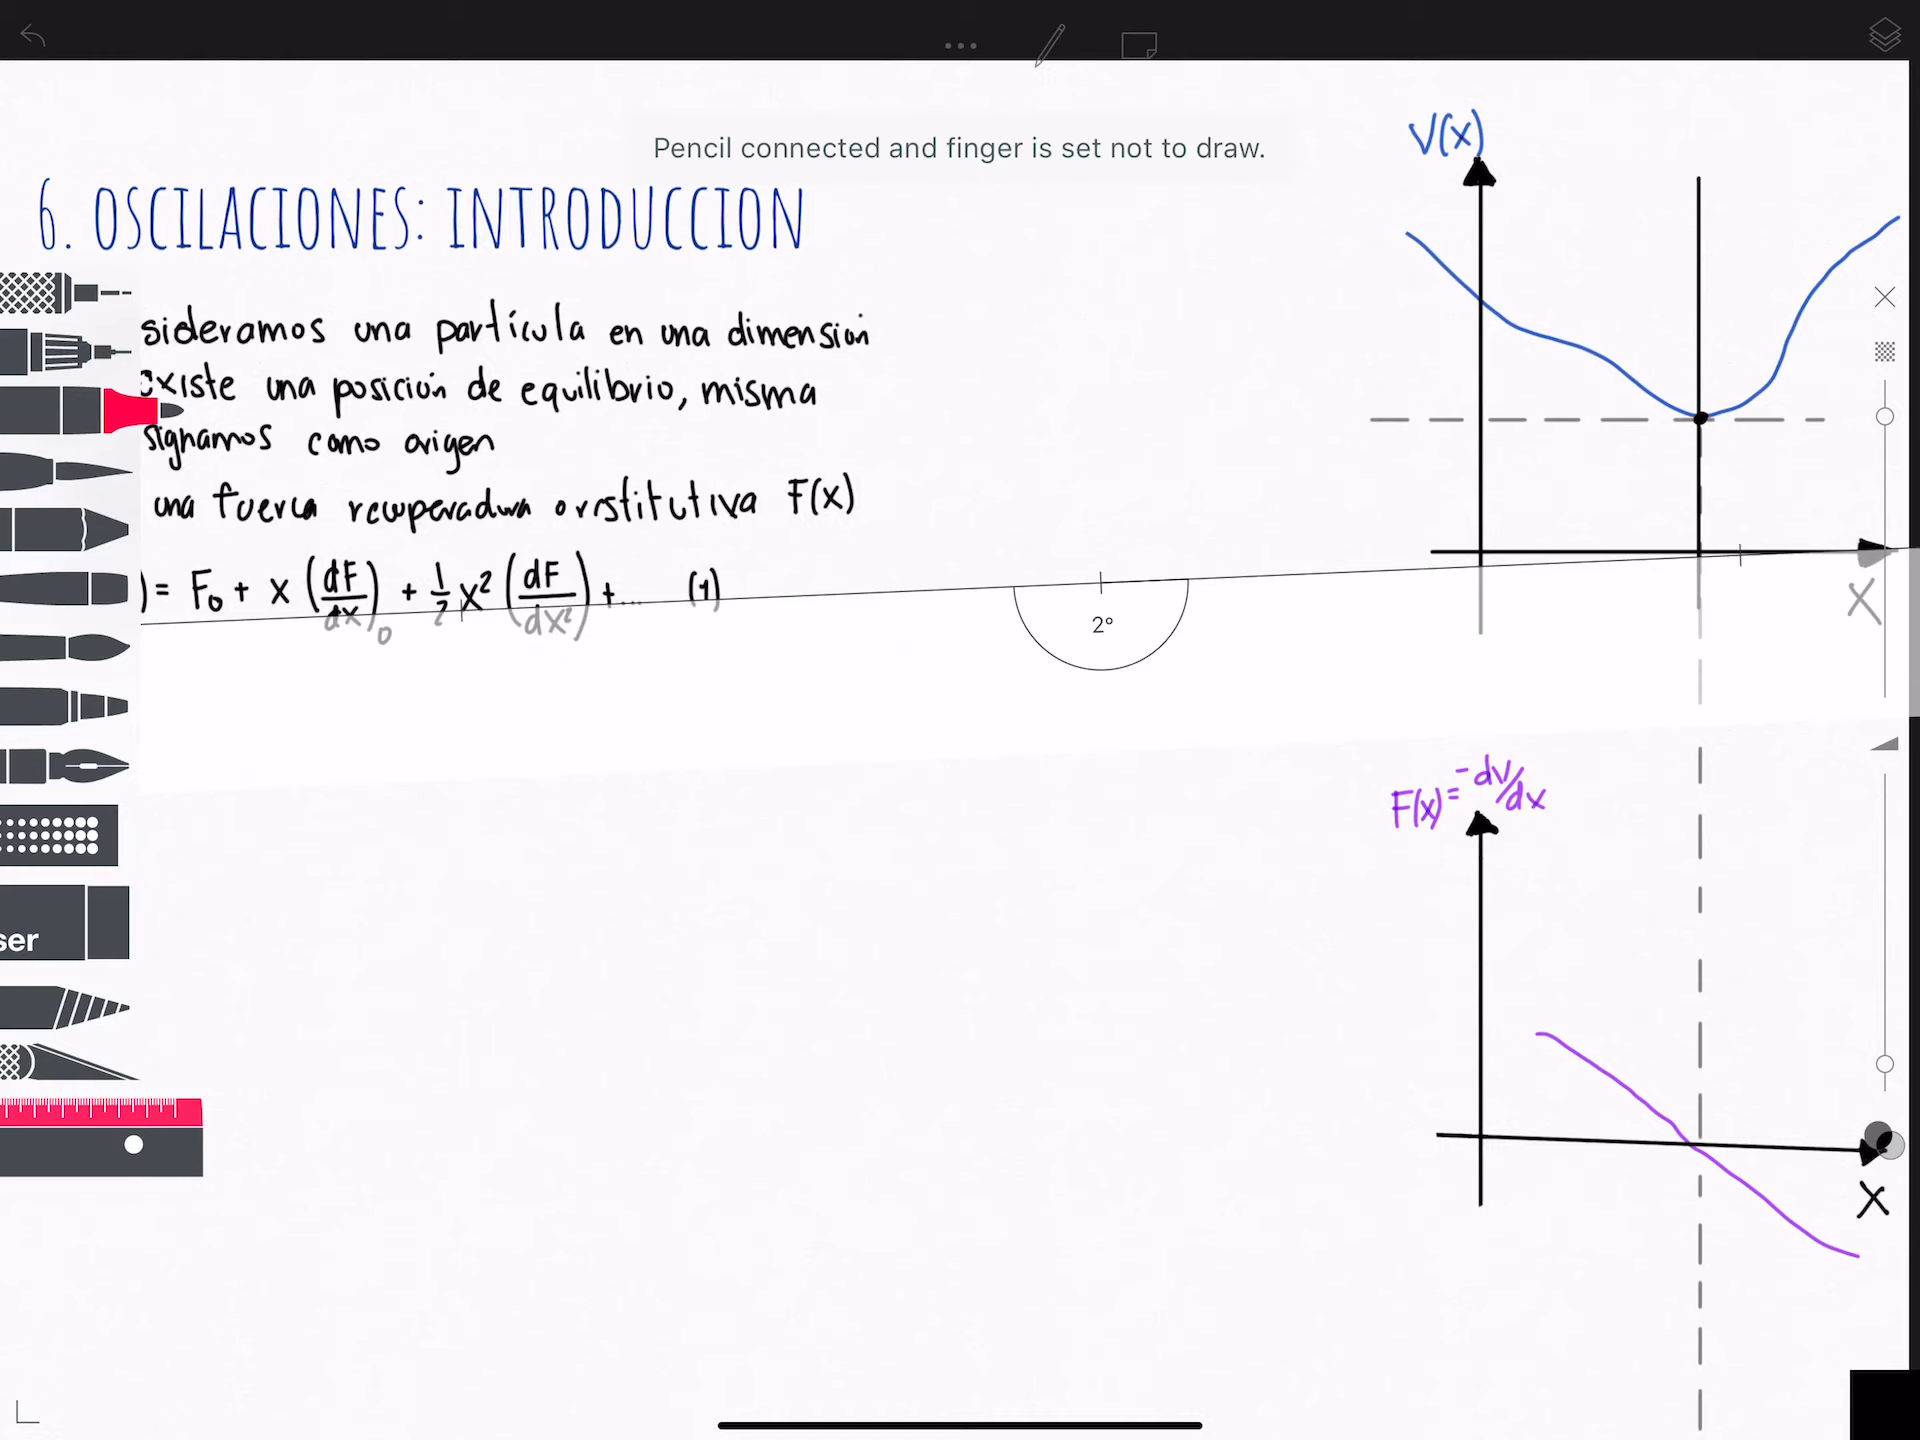 Pencil connected and finger is set not to draw.
V(x)
6. OSCILACIONES: INTRODUCCION
sideramos una partícula en una dimensión
existe una posición de equilibrio, misma
signamos como origen
una fuerza recuperadora o rstitutiva F(x)
)= F₀ + x (dF/dx)₀ + 1/2 x² (dF/dx²) + ... (1)
2°
X
F(x) = -dV/dx
ser
X